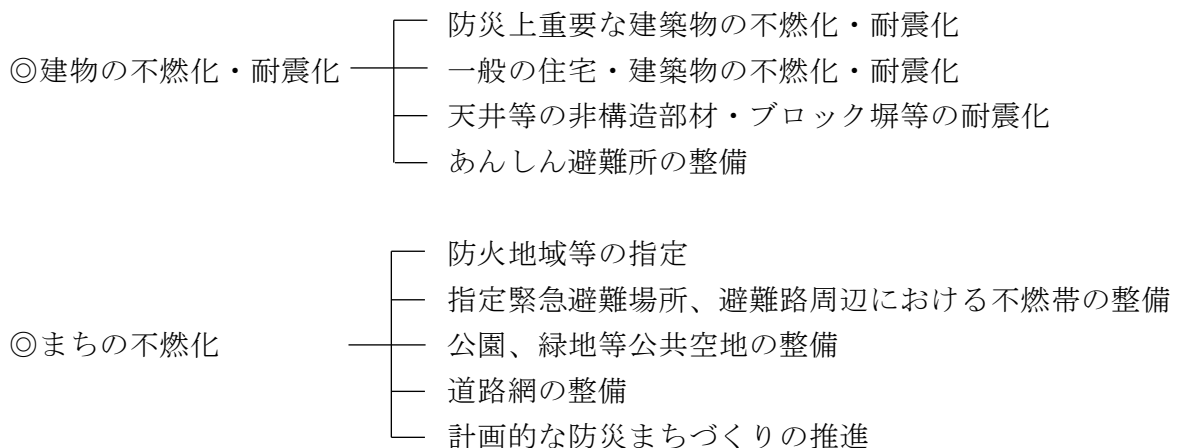 防災上重要な建築物の不燃化・耐震化
◎建物の不燃化・耐震化
一般の住宅・建築物の不燃化・耐震化
天井等の非構造部材・ブロック塀等の耐震化
あんしん避難所の整備
防火地域等の指定
指定緊急避難場所、避難路周辺における不燃帯の整備
◎まちの不燃化
公園、緑地等公共空地の整備
道路網の整備
計画的な防災まちづくりの推進